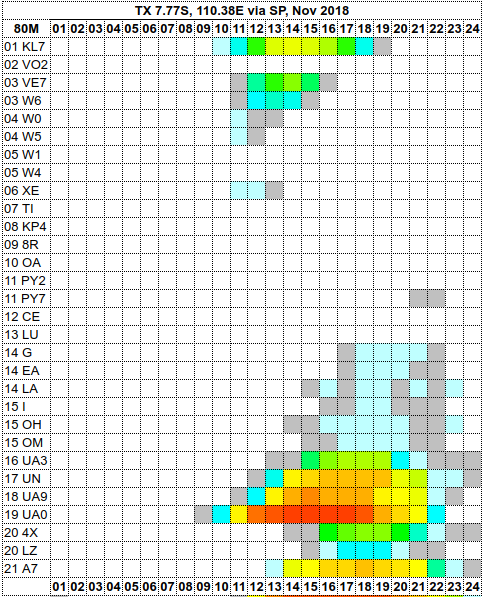 TX 7.77S, 110.38E via SP, Nov 2018
80M 01 02 03 04 05 06 07 08 09 10 11 12 13 14 15 16 17 18 19 20 21 22 23 24
01 KL7
02 VO2
03 VE7
03 W6
04 W0
04 W5
05 W1
05 W4
06 XE
07 TI
08 KP4
09 8R
10 OA
11 PY2
11 PY7
12 CE
13 LU
14 G
14 EA
14 LA
15 I
15 OH
15 OM
16 UA3
17 UN
18 UA9
19 UA0
20 4X
20 LZ
21 A7
01 02 03 04 05 06 07 08 09 10 11 12 13 14 15 16 17 18 19 20 21 22 23 24